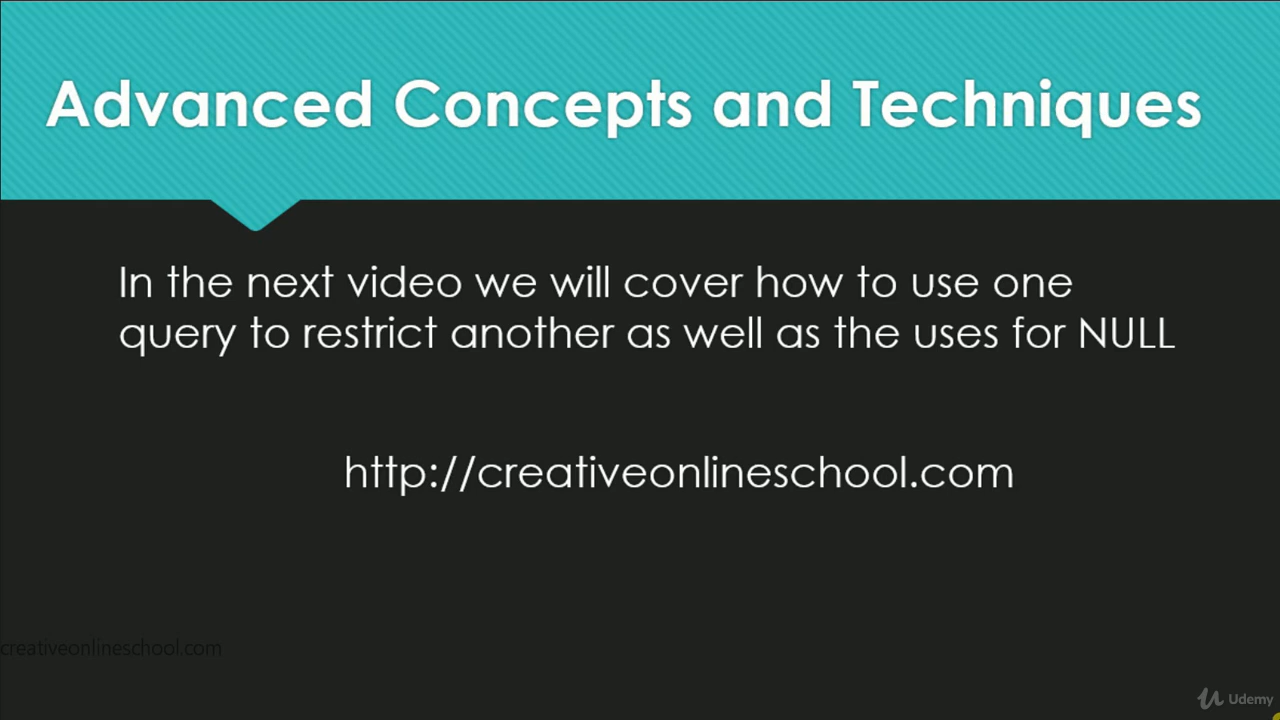 Advanced Concepts and Techniques
In the next video we will cover how to use one
query to restrict another as well as the uses for NULL
http://creativeonlineschool.com
creativeonlineschool.com
Udemy